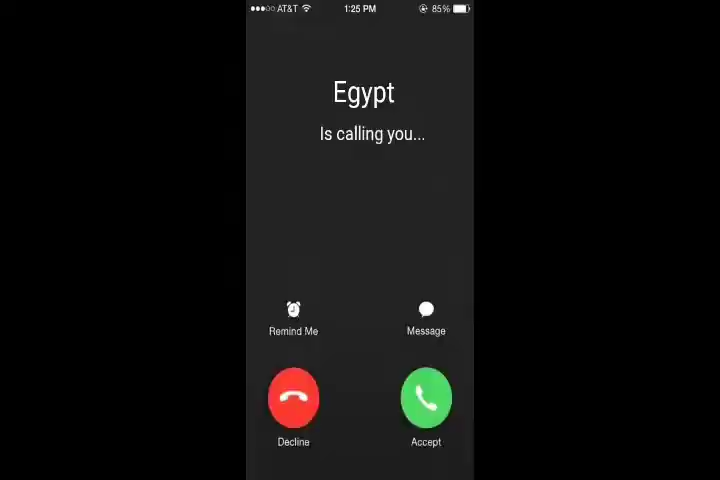 AT&T 1:25 PM 85%
Egypt
Is calling you...
Remind Me Message
Decline Accept